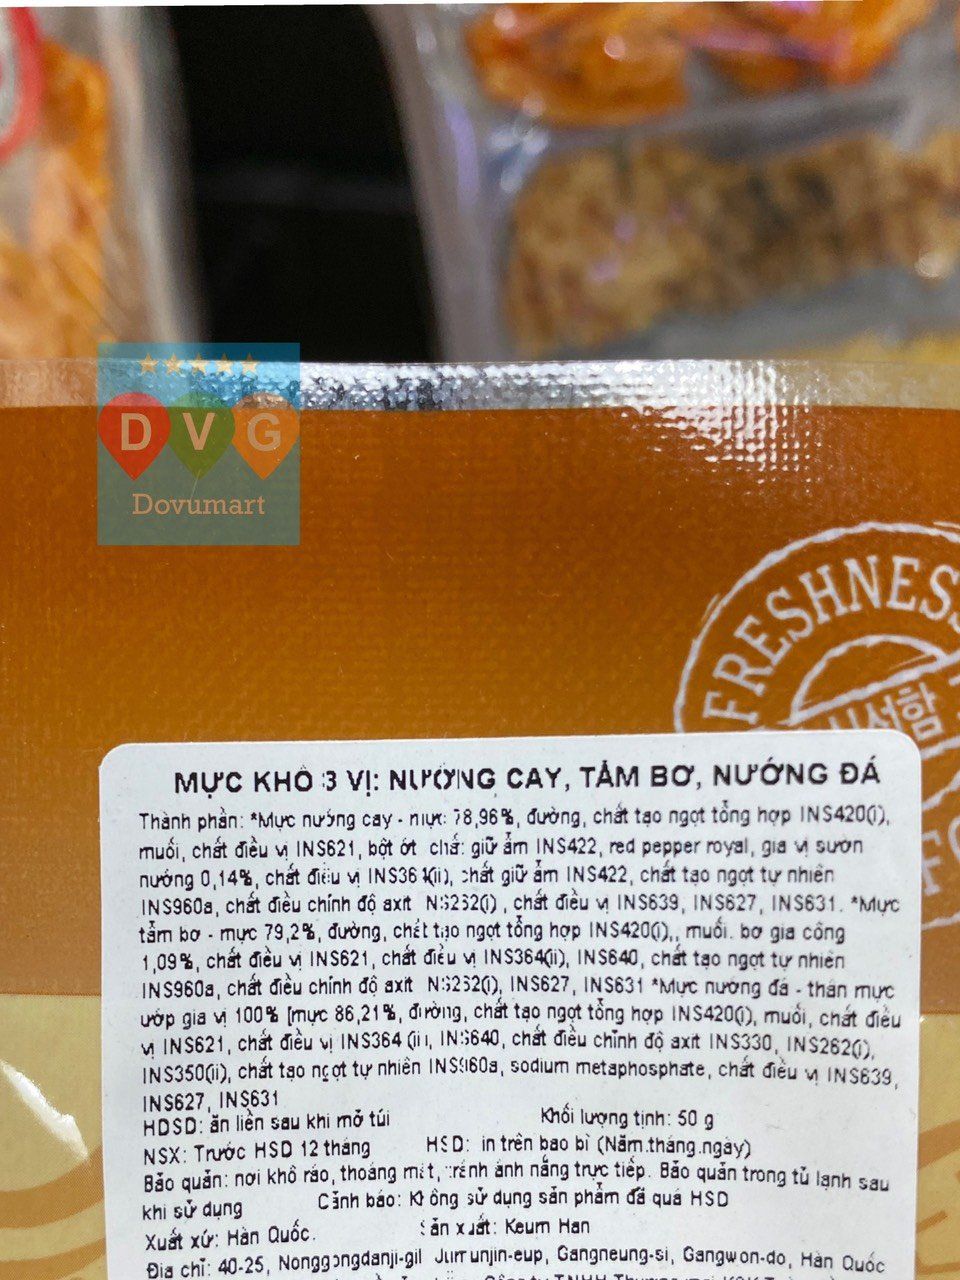 DVG
Dovumart
FRESHNESS
MỰC KHÔ 3 VỊ: NƯỚNG CAY, TẨM BƠ, NƯỚNG ĐÁ
Thành phần: *Mực nướng cay - mực 78,96%, đường, chất tạo ngọt tổng hợp INS420(i),
muối, chất điều vị INS621, bột ớt, chất giữ ẩm INS422, red pepper royal, gia vị sườn
nướng 0,14%, chất điều vị INS364(ii), chất giữ ẩm INS422, chất tạo ngọt tự nhiên
INS960a, chất điều chỉnh độ axit INS262(i) , chất điều vị INS639, INS627, INS631. *Mực
tẩm bơ - mực 79,2%, đường, chất tạo ngọt tổng hợp INS420(i),, muối. bơ gia công
1,09%, chất điều vị INS621, chất điều vị INS364(ii), INS640, chất tạo ngọt tự nhiên
INS960a, chất điều chỉnh độ axit INS262(i), INS627, INS631 *Mực nướng đá - thân mực
ướp gia vị 100% [mực 86,21%, đường, chất tạo ngọt tổng hợp INS420(i), muối, chất điều
vị INS621, chất điều vị INS364 (ii), INS640, chất điều chỉnh độ axit INS330, INS262(i),
INS350(ii), chất tạo ngọt tự nhiên INS960a, sodium metaphosphate, chất điều vị INS639,
INS627, INS631
HDSD: ăn liền sau khi mở túi Khối lượng tịnh: 50 g
NSX: Trước HSD 12 tháng HSD: in trên bao bì (Năm.tháng.ngày)
Bảo quản: nơi khô ráo, thoáng mát, tránh ánh nắng trực tiếp. Bảo quản trong tủ lạnh sau
khi sử dụng Cảnh báo: Không sử dụng sản phẩm đã quá HSD
Xuất xứ: Hàn Quốc. Sản xuất: Keum Han
Địa chỉ: 40-25, Nonggongdanji-gil Jumunjin-eup, Gangneung-si, Gangwon-do, Hàn Quốc